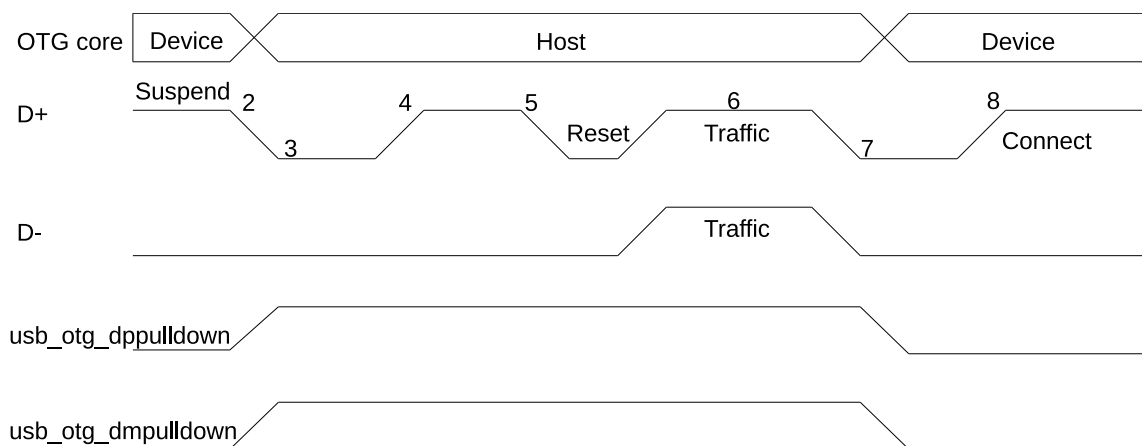 OTG core Device Host Device
Suspend 2 4 5 6 8
D+
3 Reset Traffic 7 Connect
D- Traffic
usb_otg_dppulldown
usb_otg_dmpulldown